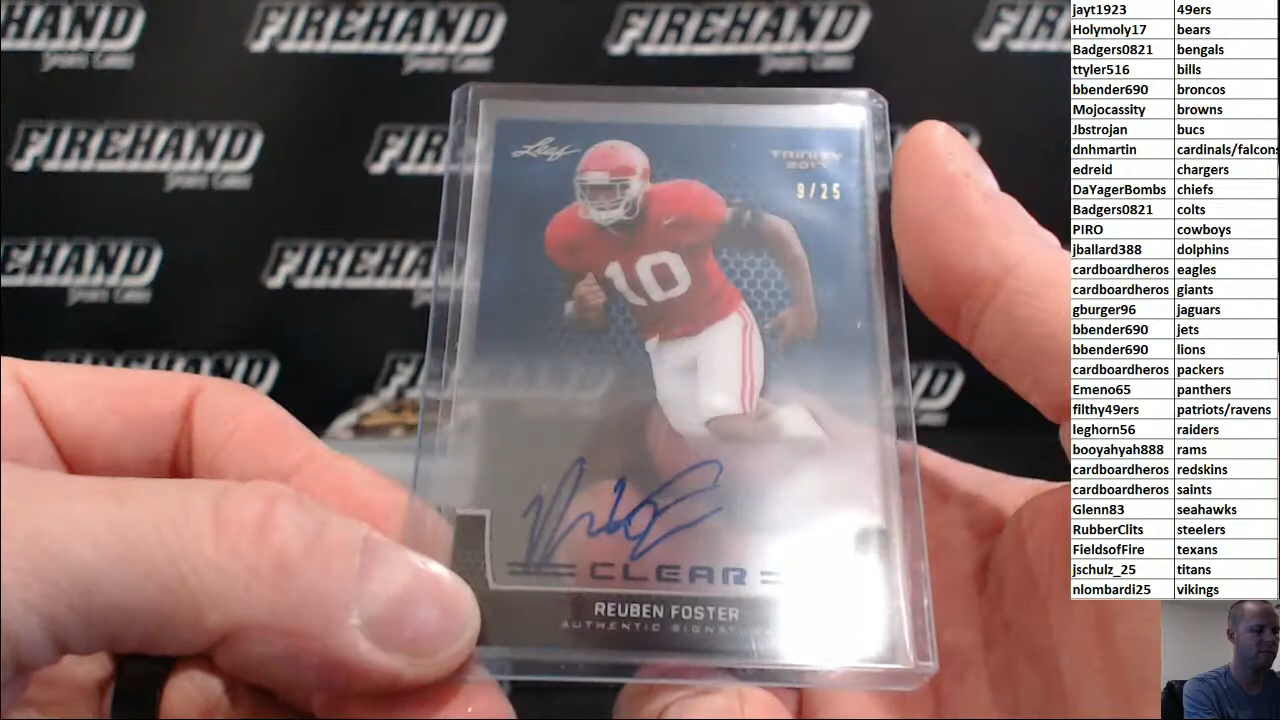 FIREHAND
SPORTS CARDS
FIREHAND
FIREHAND
FIREHAND
FIREHAND
FIREHAND
Leaf
TRINITY
2017
9/25
10
CLEAR
REUBEN FOSTER
AUTHENTIC SIGNATURE
jayt1923 49ers
Holymoly17 bears
Badgers0821 bengals
ttyler516 bills
bbender690 broncos
Mojocassity browns
Jbstrojan bucs
dnhmartin cardinals/falcons
edreid chargers
DaYagerBombs chiefs
Badgers0821 colts
PIRO cowboys
jballard388 dolphins
cardboardheros eagles
cardboardheros giants
gburger96 jaguars
bbender690 jets
bbender690 lions
cardboardheros packers
Emeno65 panthers
filthy49ers patriots/ravens
leghorn56 raiders
booyahyah888 rams
cardboardheros redskins
cardboardheros saints
Glenn83 seahawks
RubberClits steelers
FieldsofFire texans
jschulz_25 titans
nlombardi25 vikings